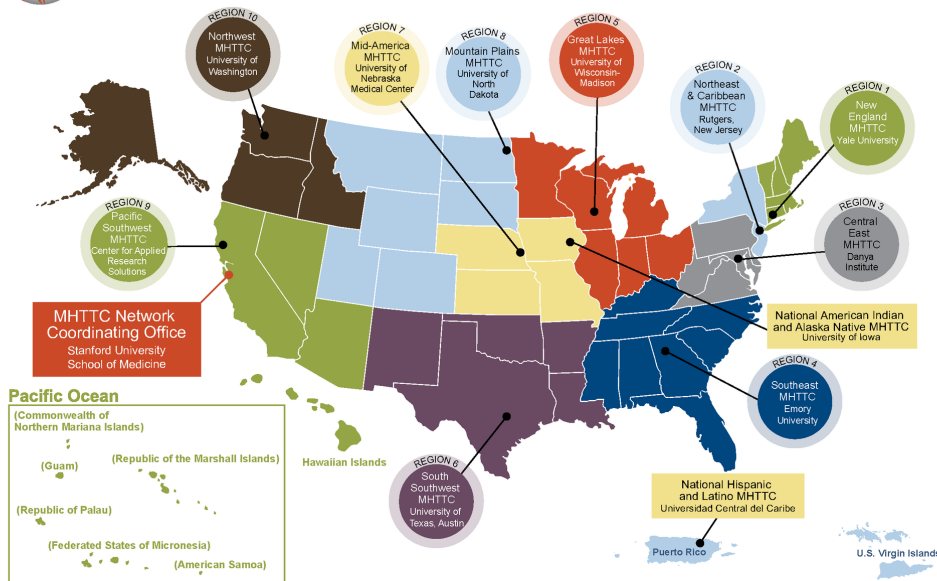 REGION 10
Northwest
MHTTC
University of
Washington
REGION 7
Mid-America
MHTTC
University of
Nebraska
Medical Center
REGION 8
Mountain Plains
MHTTC
University of
North
Dakota
REGION 5
Great Lakes
MHTTC
University of
Wisconsin-
Madison
REGION 2
Northeast
& Caribbean
MHTTC
Rutgers,
New Jersey
REGION 1
New
England
MHTTC
Yale University
REGION 9
Pacific
Southwest
MHTTC
Center for Applied
Research
Solutions
REGION 3
Central
East
MHTTC
Danya
Institute
MHTTC Network
Coordinating Office
Stanford University
School of Medicine
National American Indian
and Alaska Native MHTTC
University of Iowa
REGION 4
Southeast
MHTTC
Emory
University
Pacific Ocean
(Commonwealth of
Northern Mariana Islands)
(Guam)
(Republic of the Marshall Islands)
(Republic of Palau)
(Federated States of Micronesia)
(American Samoa)
Hawaiian Islands
REGION 6
South
Southwest
MHTTC
University of
Texas, Austin
National Hispanic
and Latino MHTTC
Universidad Central del Caribe
Puerto Rico
U.S. Virgin Islands